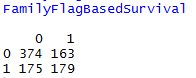 FamilyFlagBasedSurvival
0 1
0 374 163
1 175 179